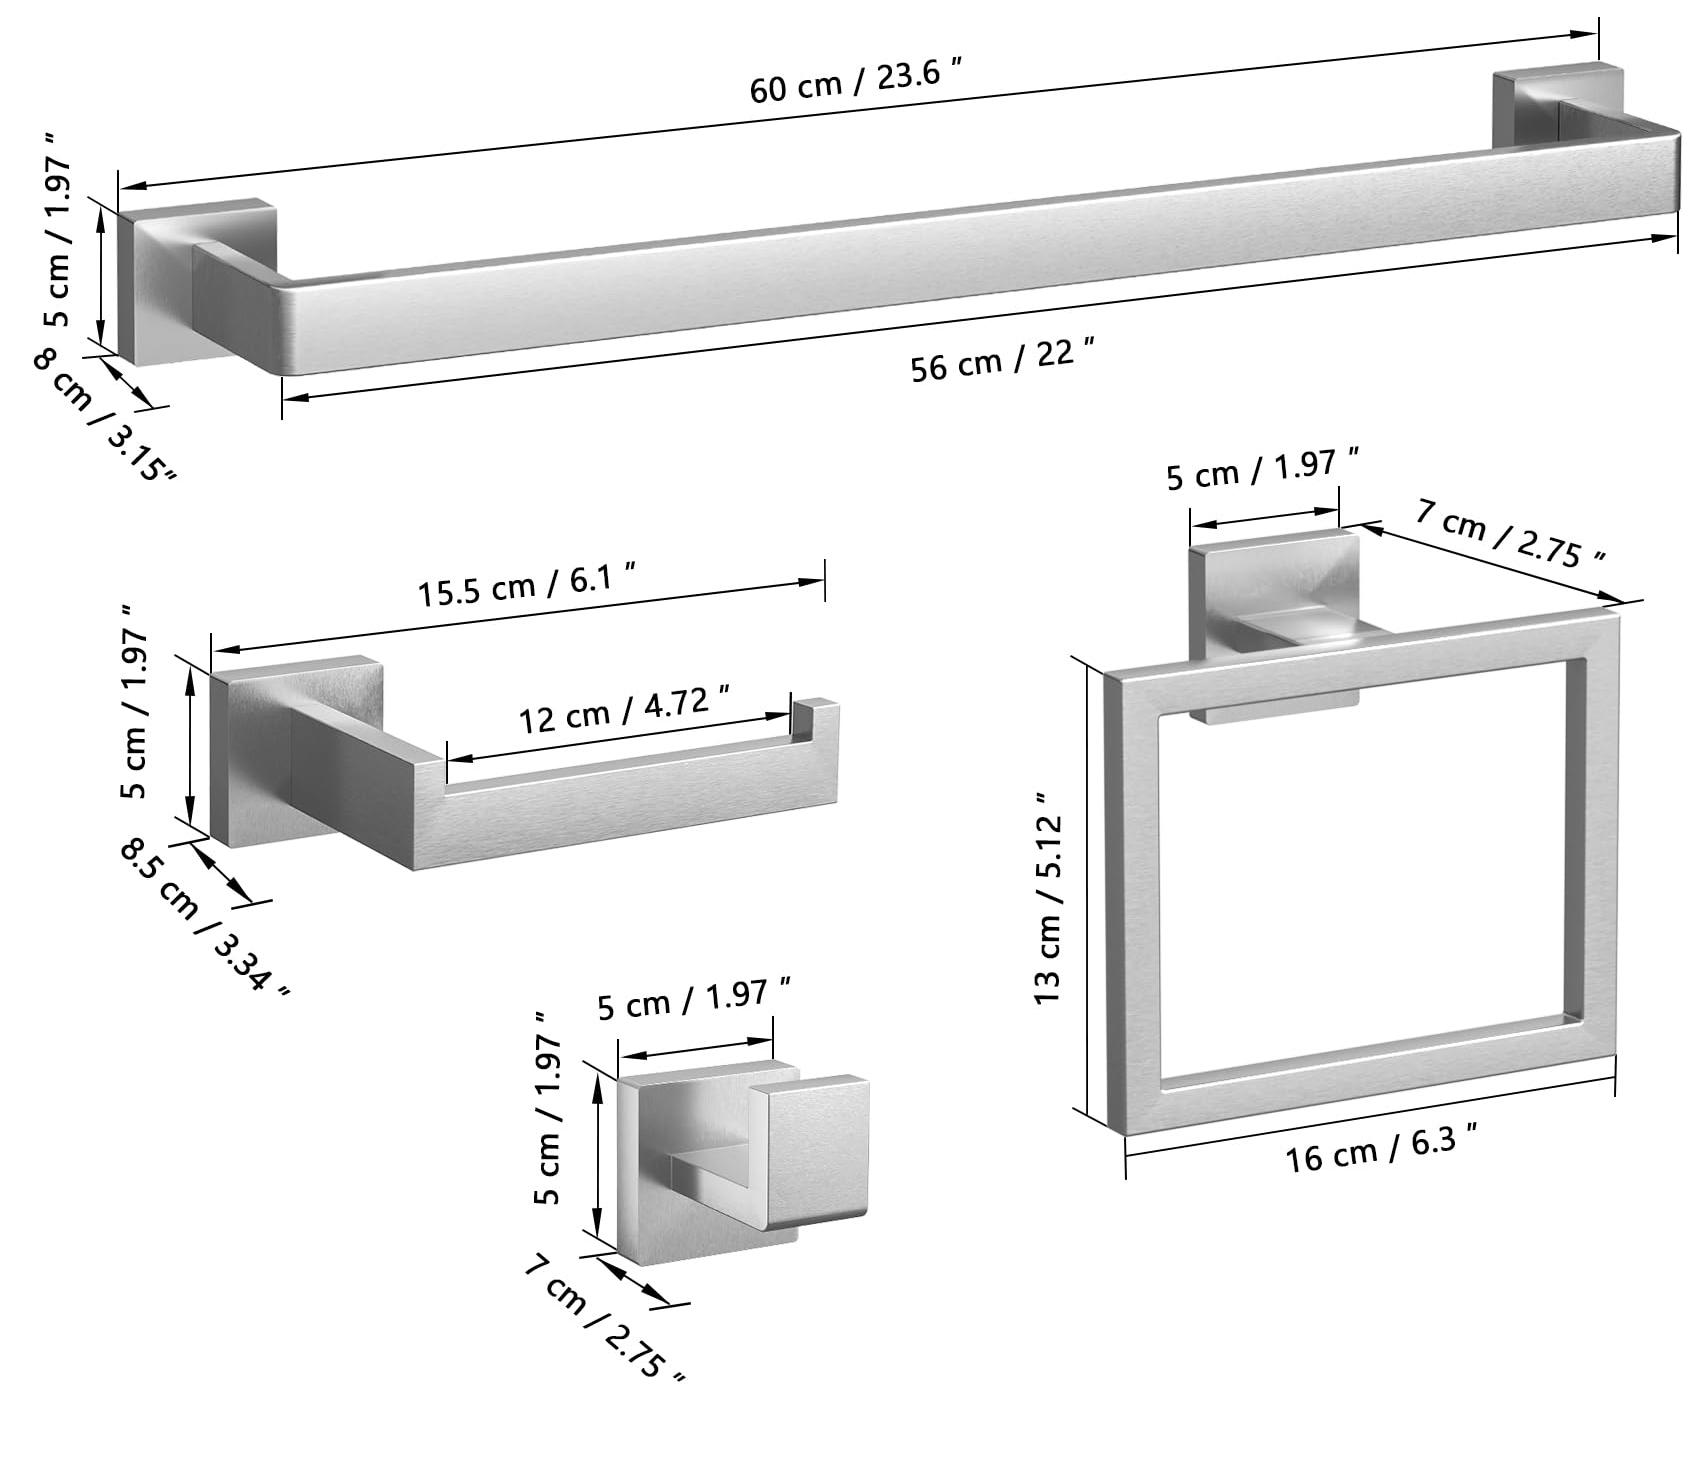 60 cm / 23.6 "
5 cm / 1.97 "
8 cm / 3.15"
56 cm / 22 "
5 cm / 1.97 "
7 cm / 2.75 "
15.5 cm / 6.1 "
5 cm / 1.97 "
12 cm / 4.72 "
8.5 cm / 3.34 "
13 cm / 5.12 "
16 cm / 6.3 "
5 cm / 1.97 "
5 cm / 1.97 "
7 cm / 2.75 "